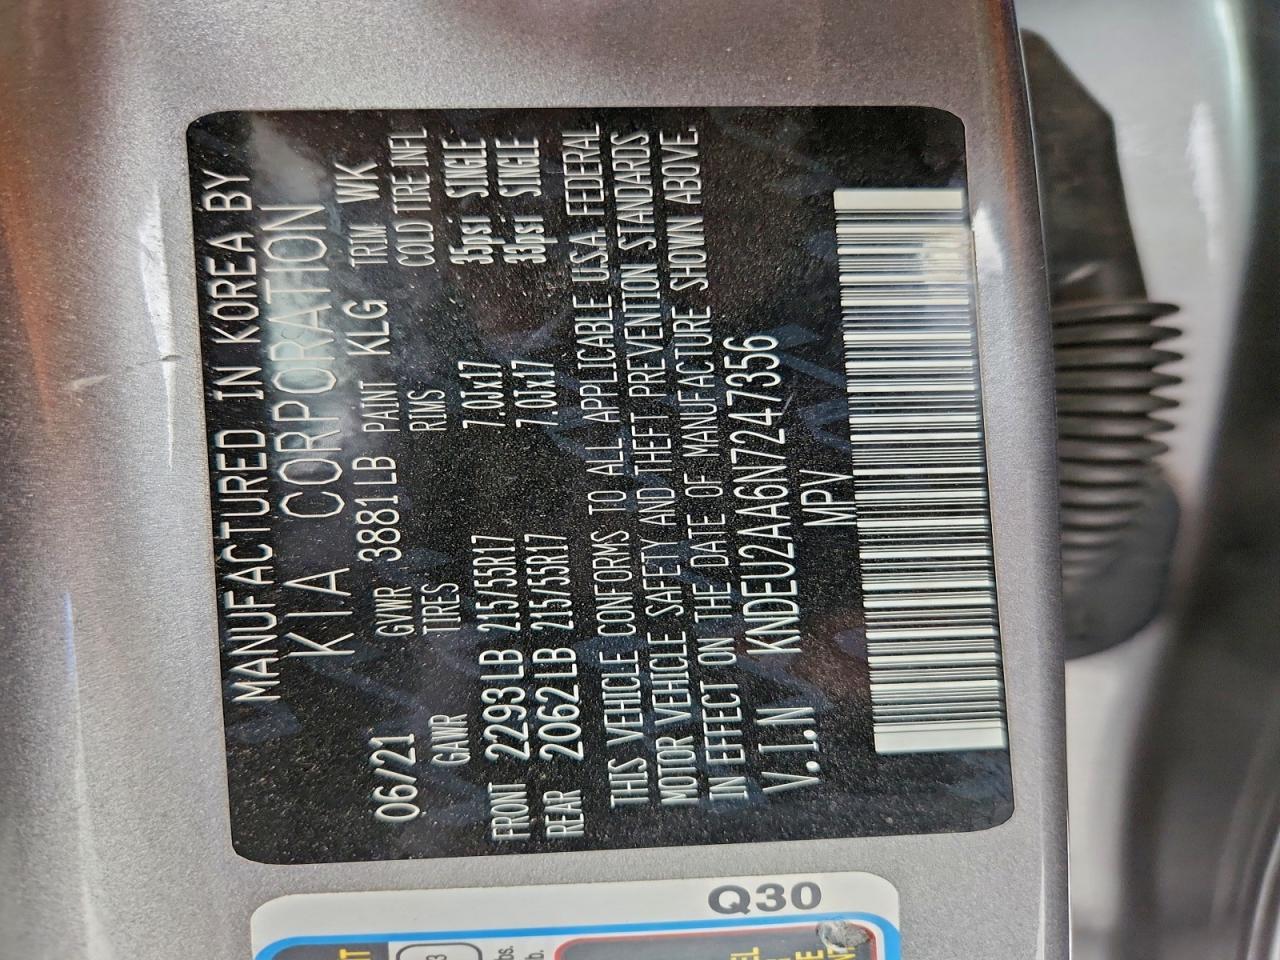 MANUFACTURED IN KOREA BY
KIA CORPORATION
06/21 GVWR 3881LB PAINT KLG TRIM WK
GAWR TIRES RIMS COLD TIRE INFL
FRONT 2293LB 215/55R17 7.0Jx17 35psi SINGLE
REAR 2062LB 215/55R17 7.0Jx17 33psi SINGLE
THIS VEHICLE CONFORMS TO ALL APPLICABLE U.S.A. FEDERAL
MOTOR VEHICLE SAFETY AND THEFT PREVENTION STANDARDS
IN EFFECT ON THE DATE OF MANUFACTURE SHOWN ABOVE.
V.I.N KNDEU2AA6N7247356
MPV
Q30